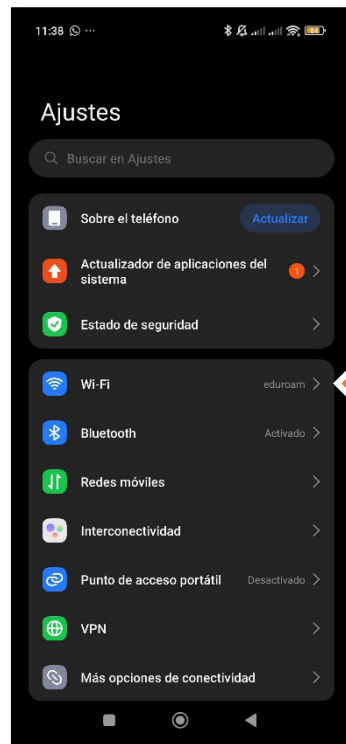 11:38
84
Ajustes
Buscar en Ajustes
Sobre el teléfono Actualizar
Actualizador de aplicaciones del
sistema 1
Estado de seguridad
Wi-Fi eduroam
Bluetooth Activado
Redes móviles
Interconectividad
Punto de acceso portátil Desactivado
VPN
Más opciones de conectividad